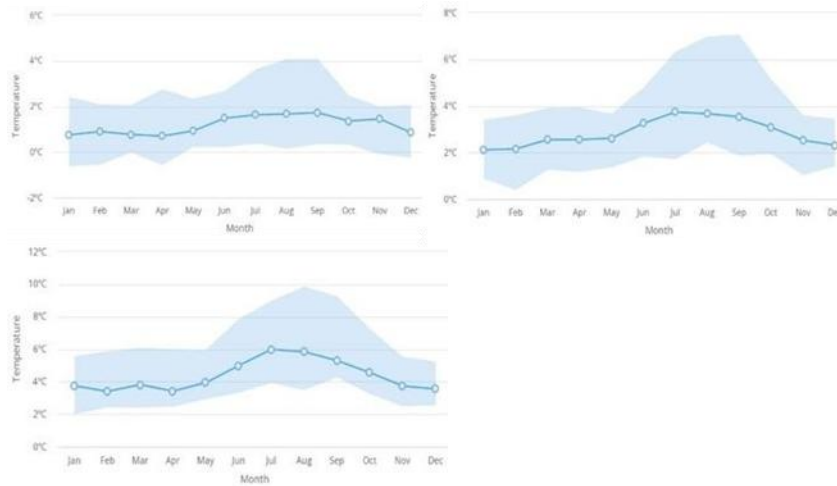 6°C
4°C
2°C
0°C
-2°C
Temperature
Jan Feb Mar Apr May Jun Jul Aug Sep Oct Nov Dec
Month
8°C
6°C
4°C
2°C
0°C
Temperature
Jan Feb Mar Apr May Jun Jul Aug Sep Oct Nov De
Month
12°C
10°C
8°C
6°C
4°C
2°C
0°C
Temperature
Jan Feb Mar Apr May Jun Jul Aug Sep Oct Nov Dec
Month